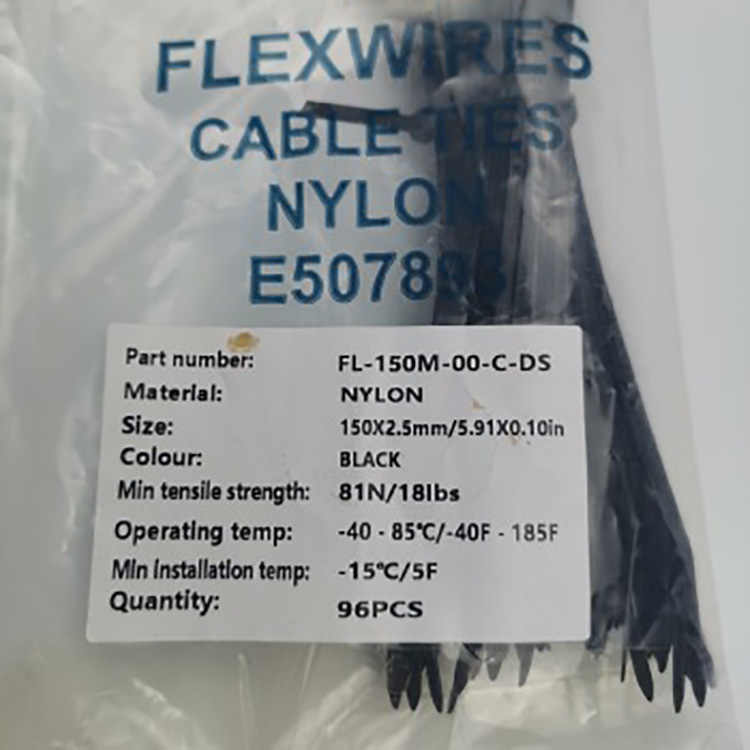 FLEXWIRES
CABLE TIES
NYLON
Part number: FL-150M-00-C-DS
Material: NYLON
Size: 150X2.5mm/5.91X0.10in
Colour: BLACK
Min tensile strength: 81N/18lbs
Operating temp: -40 - 85℃/-40F - 185F
Min installation temp: -15℃/5F
Quantity: 96PCS